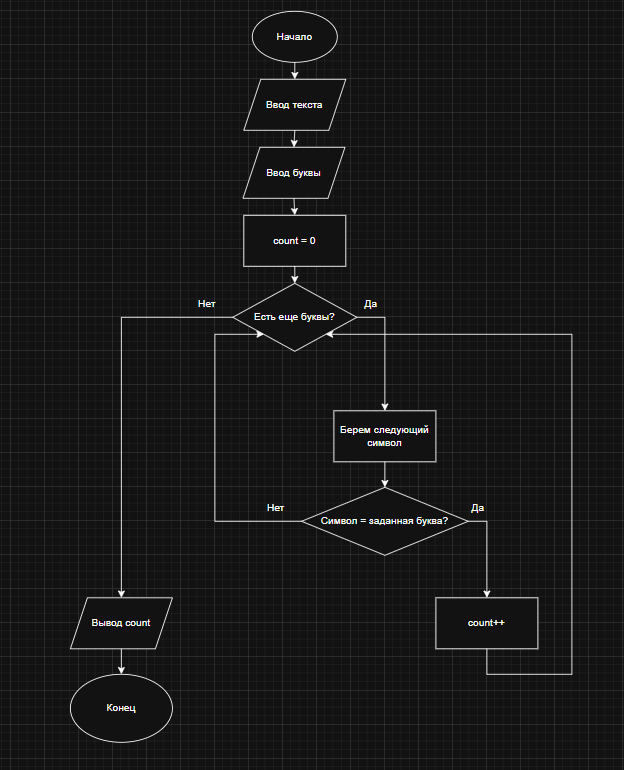 Начало
Ввод текста
Ввод буквы
count = 0
Нет
Да
Есть еще буквы?
Берем следующий
символ
Нет
Да
Символ = заданная буква?
Вывод count
count++
Конец